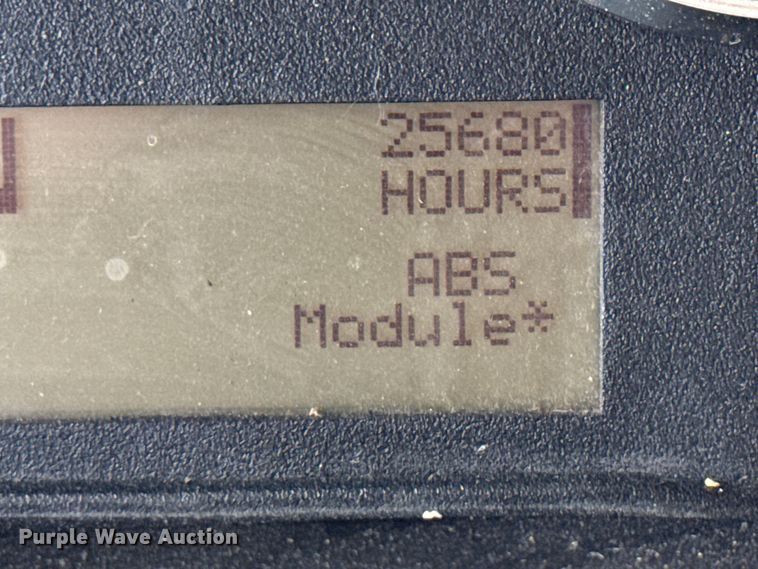 25680
HOURS
ABS
Module*
Purple Wave Auction